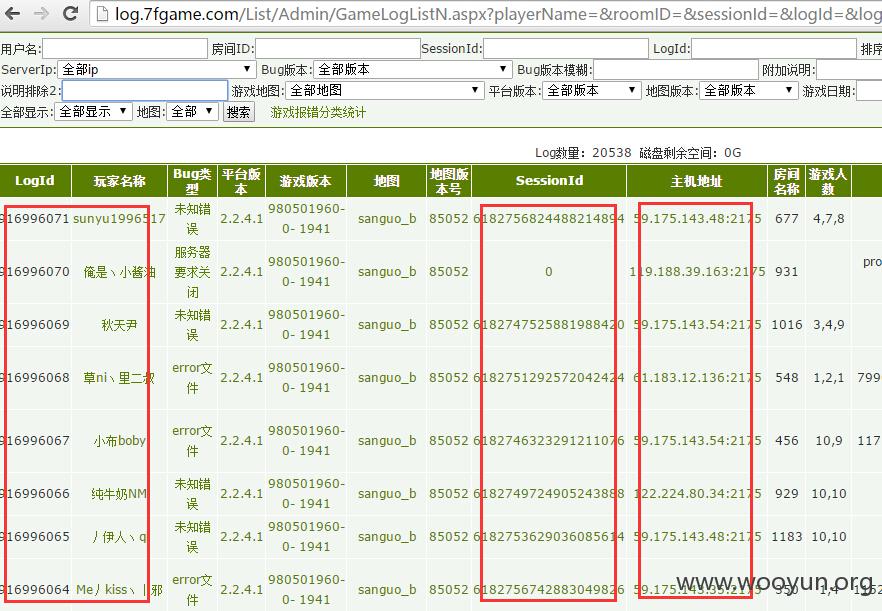 log.7fgame.com/List/Admin/GameLogListN.aspx?playerName=&roomID=&sessionId=&logId=&log
用户名: 房间ID: SessionId: LogId: 排序
ServerIp: 全部ip Bug版本: 全部版本 Bug版本模糊: 附加说明:
说明排除2: 游戏地图: 全部地图 平台版本: 全部版本 地图版本: 全部版本 游戏日期:
全部显示: 全部显示 地图: 全部 搜索 游戏报错分类统计
Log数量: 20538 磁盘剩余空间: 0G
LogId 玩家名称 Bug类型 平台版本 游戏版本 地图 地图版本号 SessionId 主机地址 房间名称 游戏人数
916996071 sunyu1996517 未知错误 2.2.4.1 980501960-0- 1941 sanguo_b 85052 6182756824488214894 59.175.143.48:2175 677 4,7,8
916996070 俺是ヽ小酱油 服务器要求关闭 2.2.4.1 980501960-0- 1941 sanguo_b 85052 0 119.188.39.163:2175 931 pro
916996069 秋天尹 未知错误 2.2.4.1 980501960-0- 1941 sanguo_b 85052 6182747525881988420 59.175.143.54:2175 1016 3,4,9
916996068 草niヽ里二叔 error文件 2.2.4.1 980501960-0- 1941 sanguo_b 85052 6182751292572042424 61.183.12.136:2175 548 1,2,1 799
916996067 小布boby error文件 2.2.4.1 980501960-0- 1941 sanguo_b 85052 6182746323291211076 59.175.143.54:2175 456 10,9 117
916996066 纯牛奶NM 未知错误 2.2.4.1 980501960-0- 1941 sanguo_b 85052 6182749724905243888 122.224.80.34:2175 929 10,10
916996065 丿伊人ヽq 未知错误 2.2.4.1 980501960-0- 1941 sanguo_b 85052 6182753629036085614 59.175.143.48:2175 1183 10,10
916996064 Me丿kissヽ丨邪 error文件 2.2.4.1 980501960-0- 1941 sanguo_b 85052 6182756742883049826 59.175.143.35:2175 350 1,4
www.wooyun.org